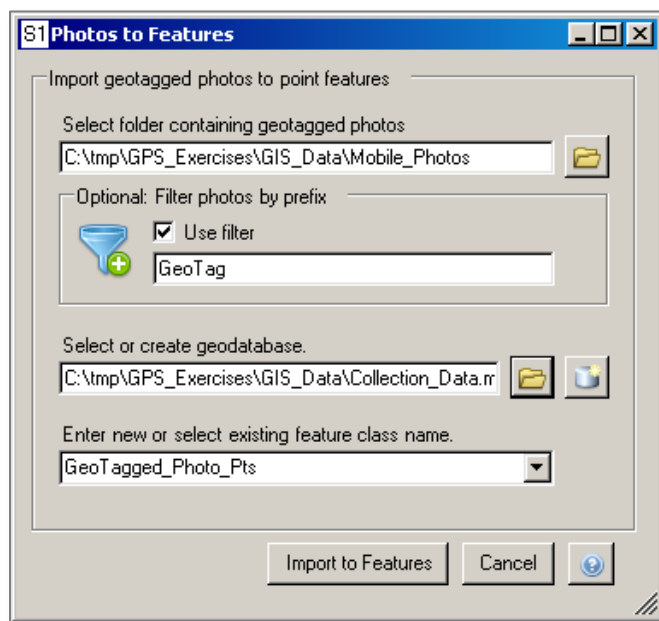 S1 Photos to Features
Import geotagged photos to point features
Select folder containing geotagged photos
C:\tmp\GPS_Exercises\GIS_Data\Mobile_Photos
Optional: Filter photos by prefix
Use filter
GeoTag
Select or create geodatabase.
C:\tmp\GPS_Exercises\GIS_Data\Collection_Data.m
Enter new or select existing feature class name.
GeoTagged_Photo_Pts
Import to Features Cancel